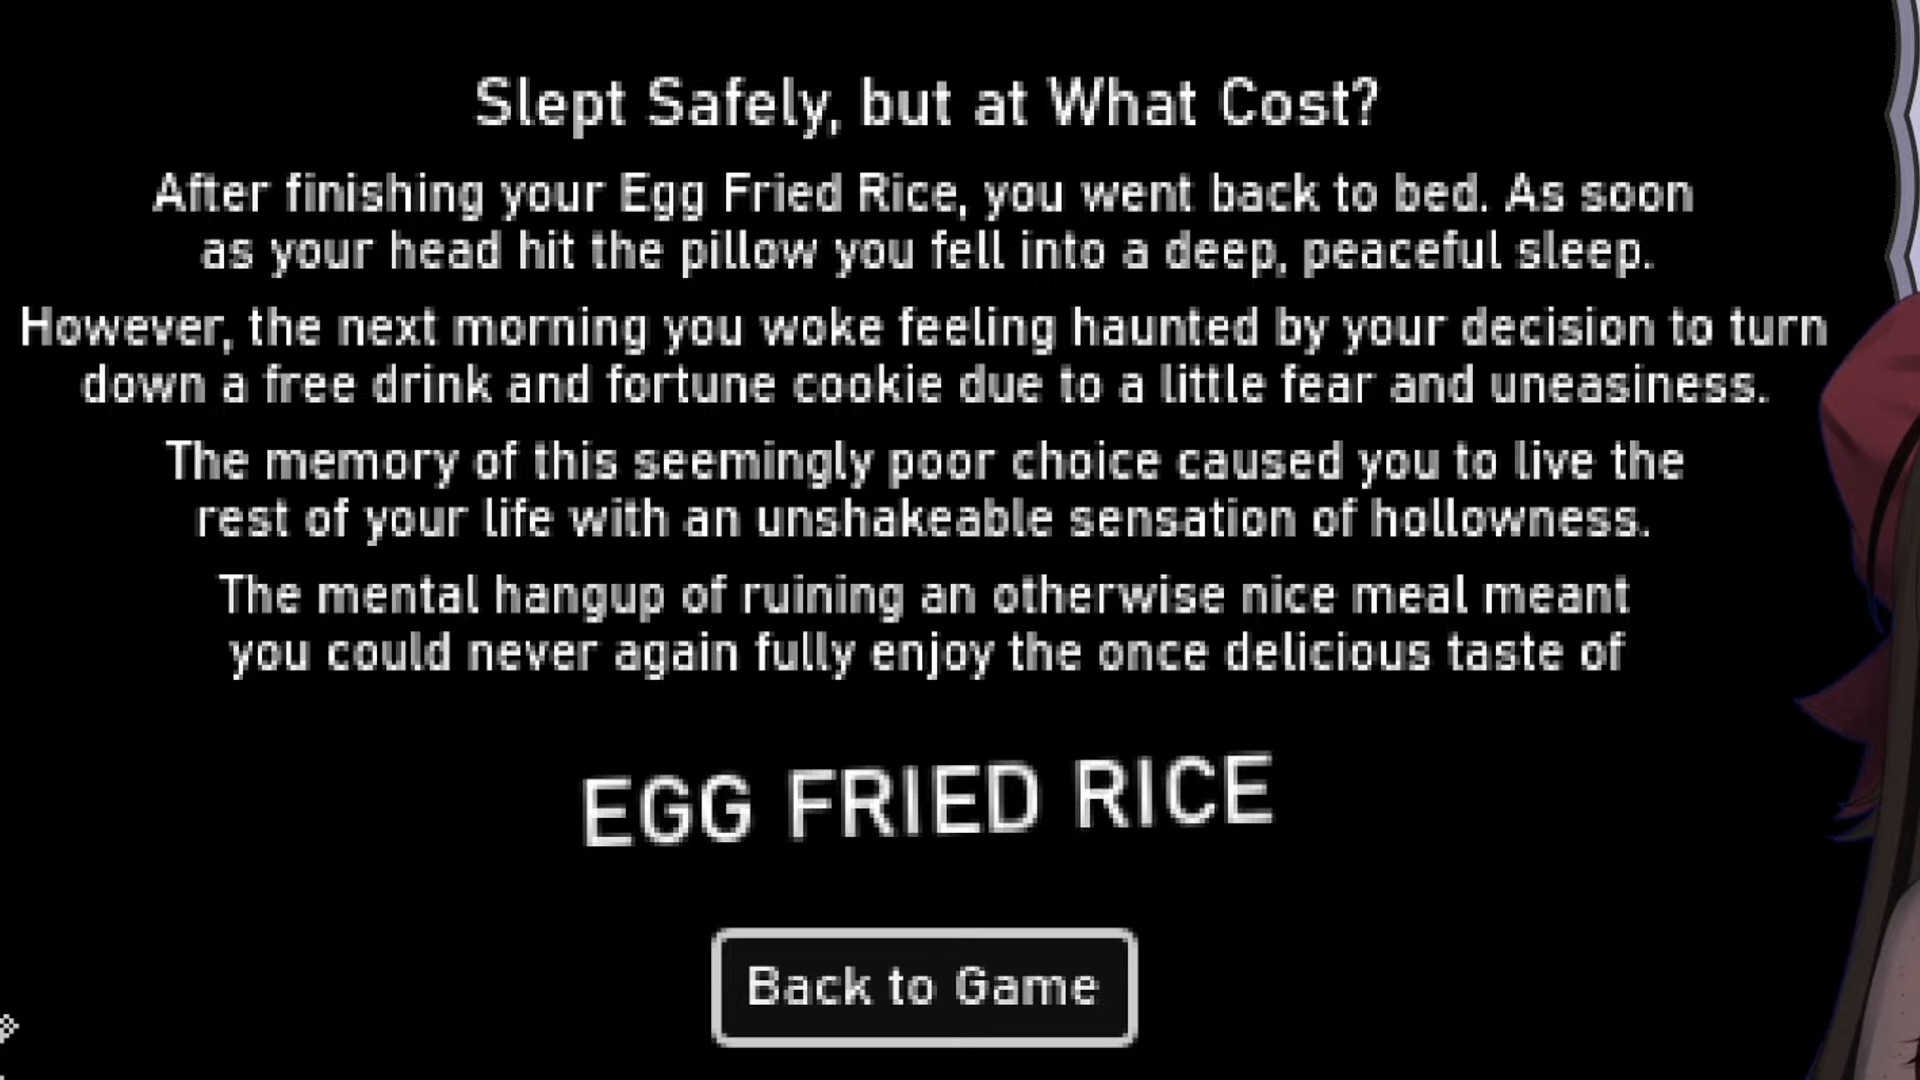 Slept Safely, but at What Cost?
After finishing your Egg Fried Rice, you went back to bed. As soon
as your head hit the pillow you fell into a deep, peaceful sleep.
However, the next morning you woke feeling haunted by your decision to turn
down a free drink and fortune cookie due to a little fear and uneasiness.
The memory of this seemingly poor choice caused you to live the
rest of your life with an unshakeable sensation of hollowness.
The mental hangup of ruining an otherwise nice meal meant
you could never again fully enjoy the once delicious taste of
EGG FRIED RICE
Back to Game